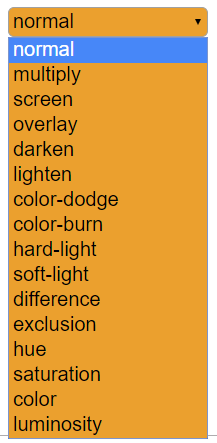 normal
normal
multiply
screen
overlay
darken
lighten
color-dodge
color-burn
hard-light
soft-light
difference
exclusion
hue
saturation
color
luminosity